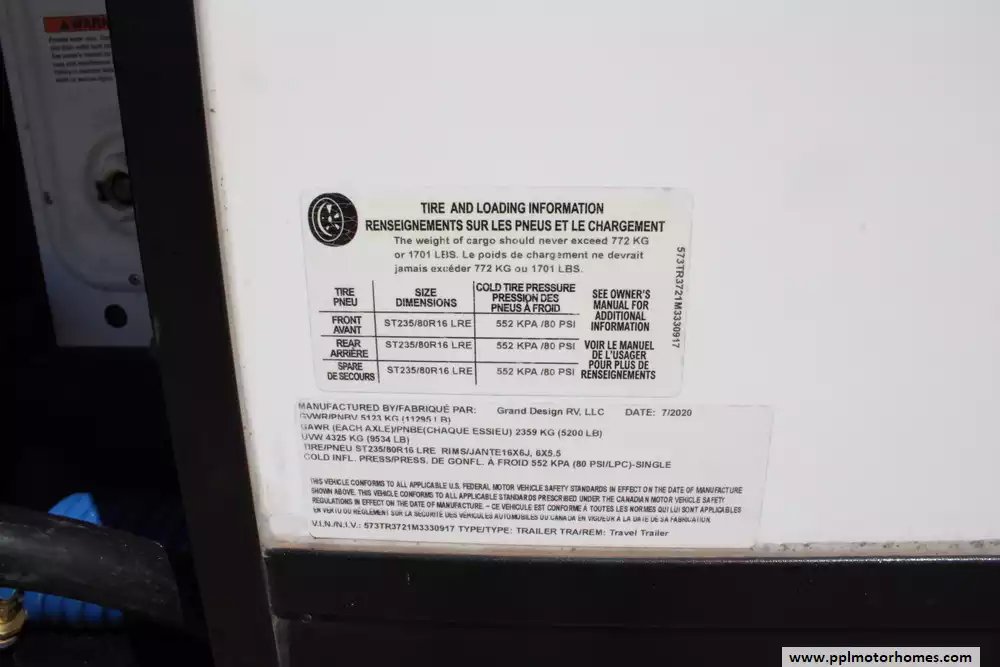 WARN
TIRE AND LOADING INFORMATION
RENSEIGNEMENTS SUR LES PNEUS ET LE CHARGEMENT
The weight of cargo should never exceed 772 KG
or 1701 LBS. Le poids de chargement ne devrait
jamais excéder 772 KG ou 1701 LBS.
TIRE
PNEU
SIZE
DIMENSIONS
COLD TIRE PRESSURE
PRESSION DES
PNEUS À FROID
SEE OWNER'S
MANUAL FOR
ADDITIONAL
INFORMATION
FRONT
AVANT
ST235/80R16 LRE
552 KPA /80 PSI
REAR
ARRIÈRE
ST235/80R16 LRE
552 KPA /80 PSI
VOIR LE MANUEL
DE L'USAGER
POUR PLUS DE
RENSEIGNEMENTS
SPARE
DE SECOURS
ST235/80R16 LRE
552 KPA /80 PSI
573TR3721M3330917
MANUFACTURED BY/FABRIQUÉ PAR: Grand Design RV, LLC DATE: 7/2020
GVWR/PNBV 5123 KG (11295 LB)
GAWR (EACH AXLE)/PNBE(CHAQUE ESSIEU) 2359 KG (5200 LB)
UVW 4325 KG (9534 LB)
TIRE/PNEU ST235/80R16 LRE RIMS/JANTE16X6J, 6X5.5
COLD INFL. PRESS/PRESS. DE GONFL. À FROID 552 KPA (80 PSI/LPC)-SINGLE
THIS VEHICLE CONFORMS TO ALL APPLICABLE U.S. FEDERAL MOTOR VEHICLE SAFETY STANDARDS IN EFFECT ON THE DATE OF MANUFACTURE
SHOWN ABOVE. THIS VEHICLE CONFORMS TO ALL APPLICABLE STANDARDS PRESCRIBED UNDER THE CANADIAN MOTOR VEHICLE SAFETY
REGULATIONS IN EFFECT ON THE DATE OF MANUFACTURE. - CE VÉHICULE EST CONFORME À TOUTES LES NORMES QUI LUI SONT APPLICABLES
EN VERTU DU RÈGLEMENT SUR LA SÉCURITÉ DES VÉHICULES AUTOMOBILES DU CANADA EN VIGUEUR À LA DATE DE SA FABRICATION.
V.I.N./N.I.V.: 573TR3721M3330917 TYPE/TYPE: TRAILER TRA/REM: Travel Trailer
www.pplmotorhomes.com